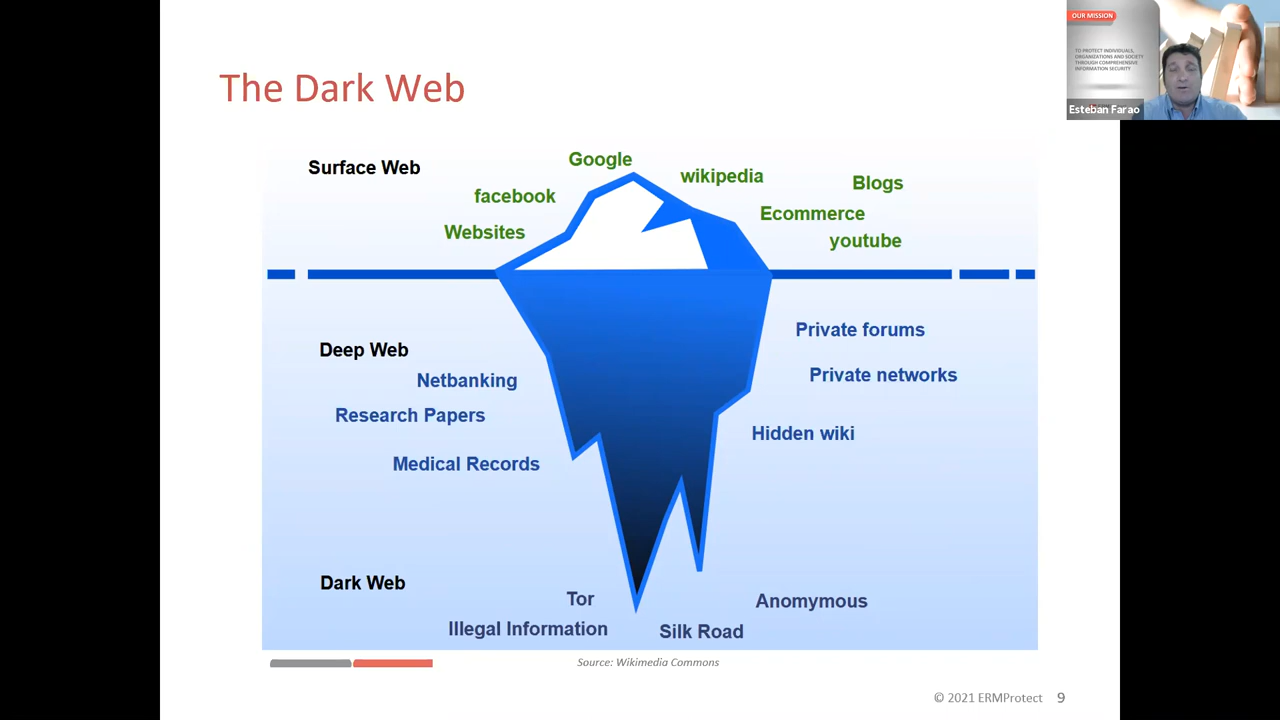 OUR MISSION
TO PROTECT INDIVIDUALS,
ORGANIZATIONS AND SOCIETY
THROUGH COMPREHENSIVE
INFORMATION SECURITY
Esteban Farao
The Dark Web
Surface Web
Google
wikipedia
Blogs
facebook
Ecommerce
Websites
youtube
Private forums
Deep Web
Netbanking
Private networks
Research Papers
Hidden wiki
Medical Records
Dark Web
Tor
Anomymous
Illegal Information
Silk Road
Source: Wikimedia Commons
© 2021 ERMProtect 9